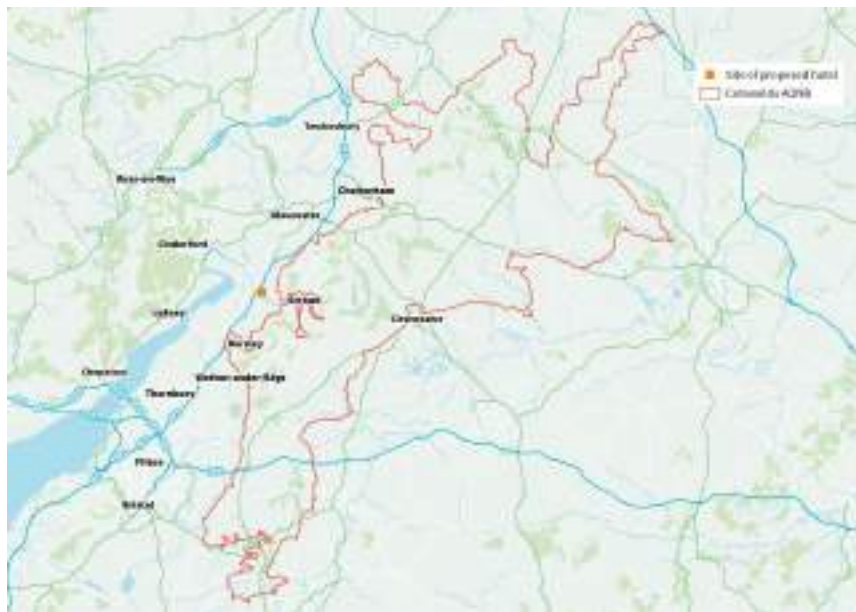 Site of proposed hotel
Cotswolds AONB
Tewkesbury
Ross-on-Wye
Cheltenham
Gloucester
Cinderford
Stroud
Lydney
Cirencester
Dursley
Chepstow
Wotton-under-Edge
Thornbury
Filton
Bristol